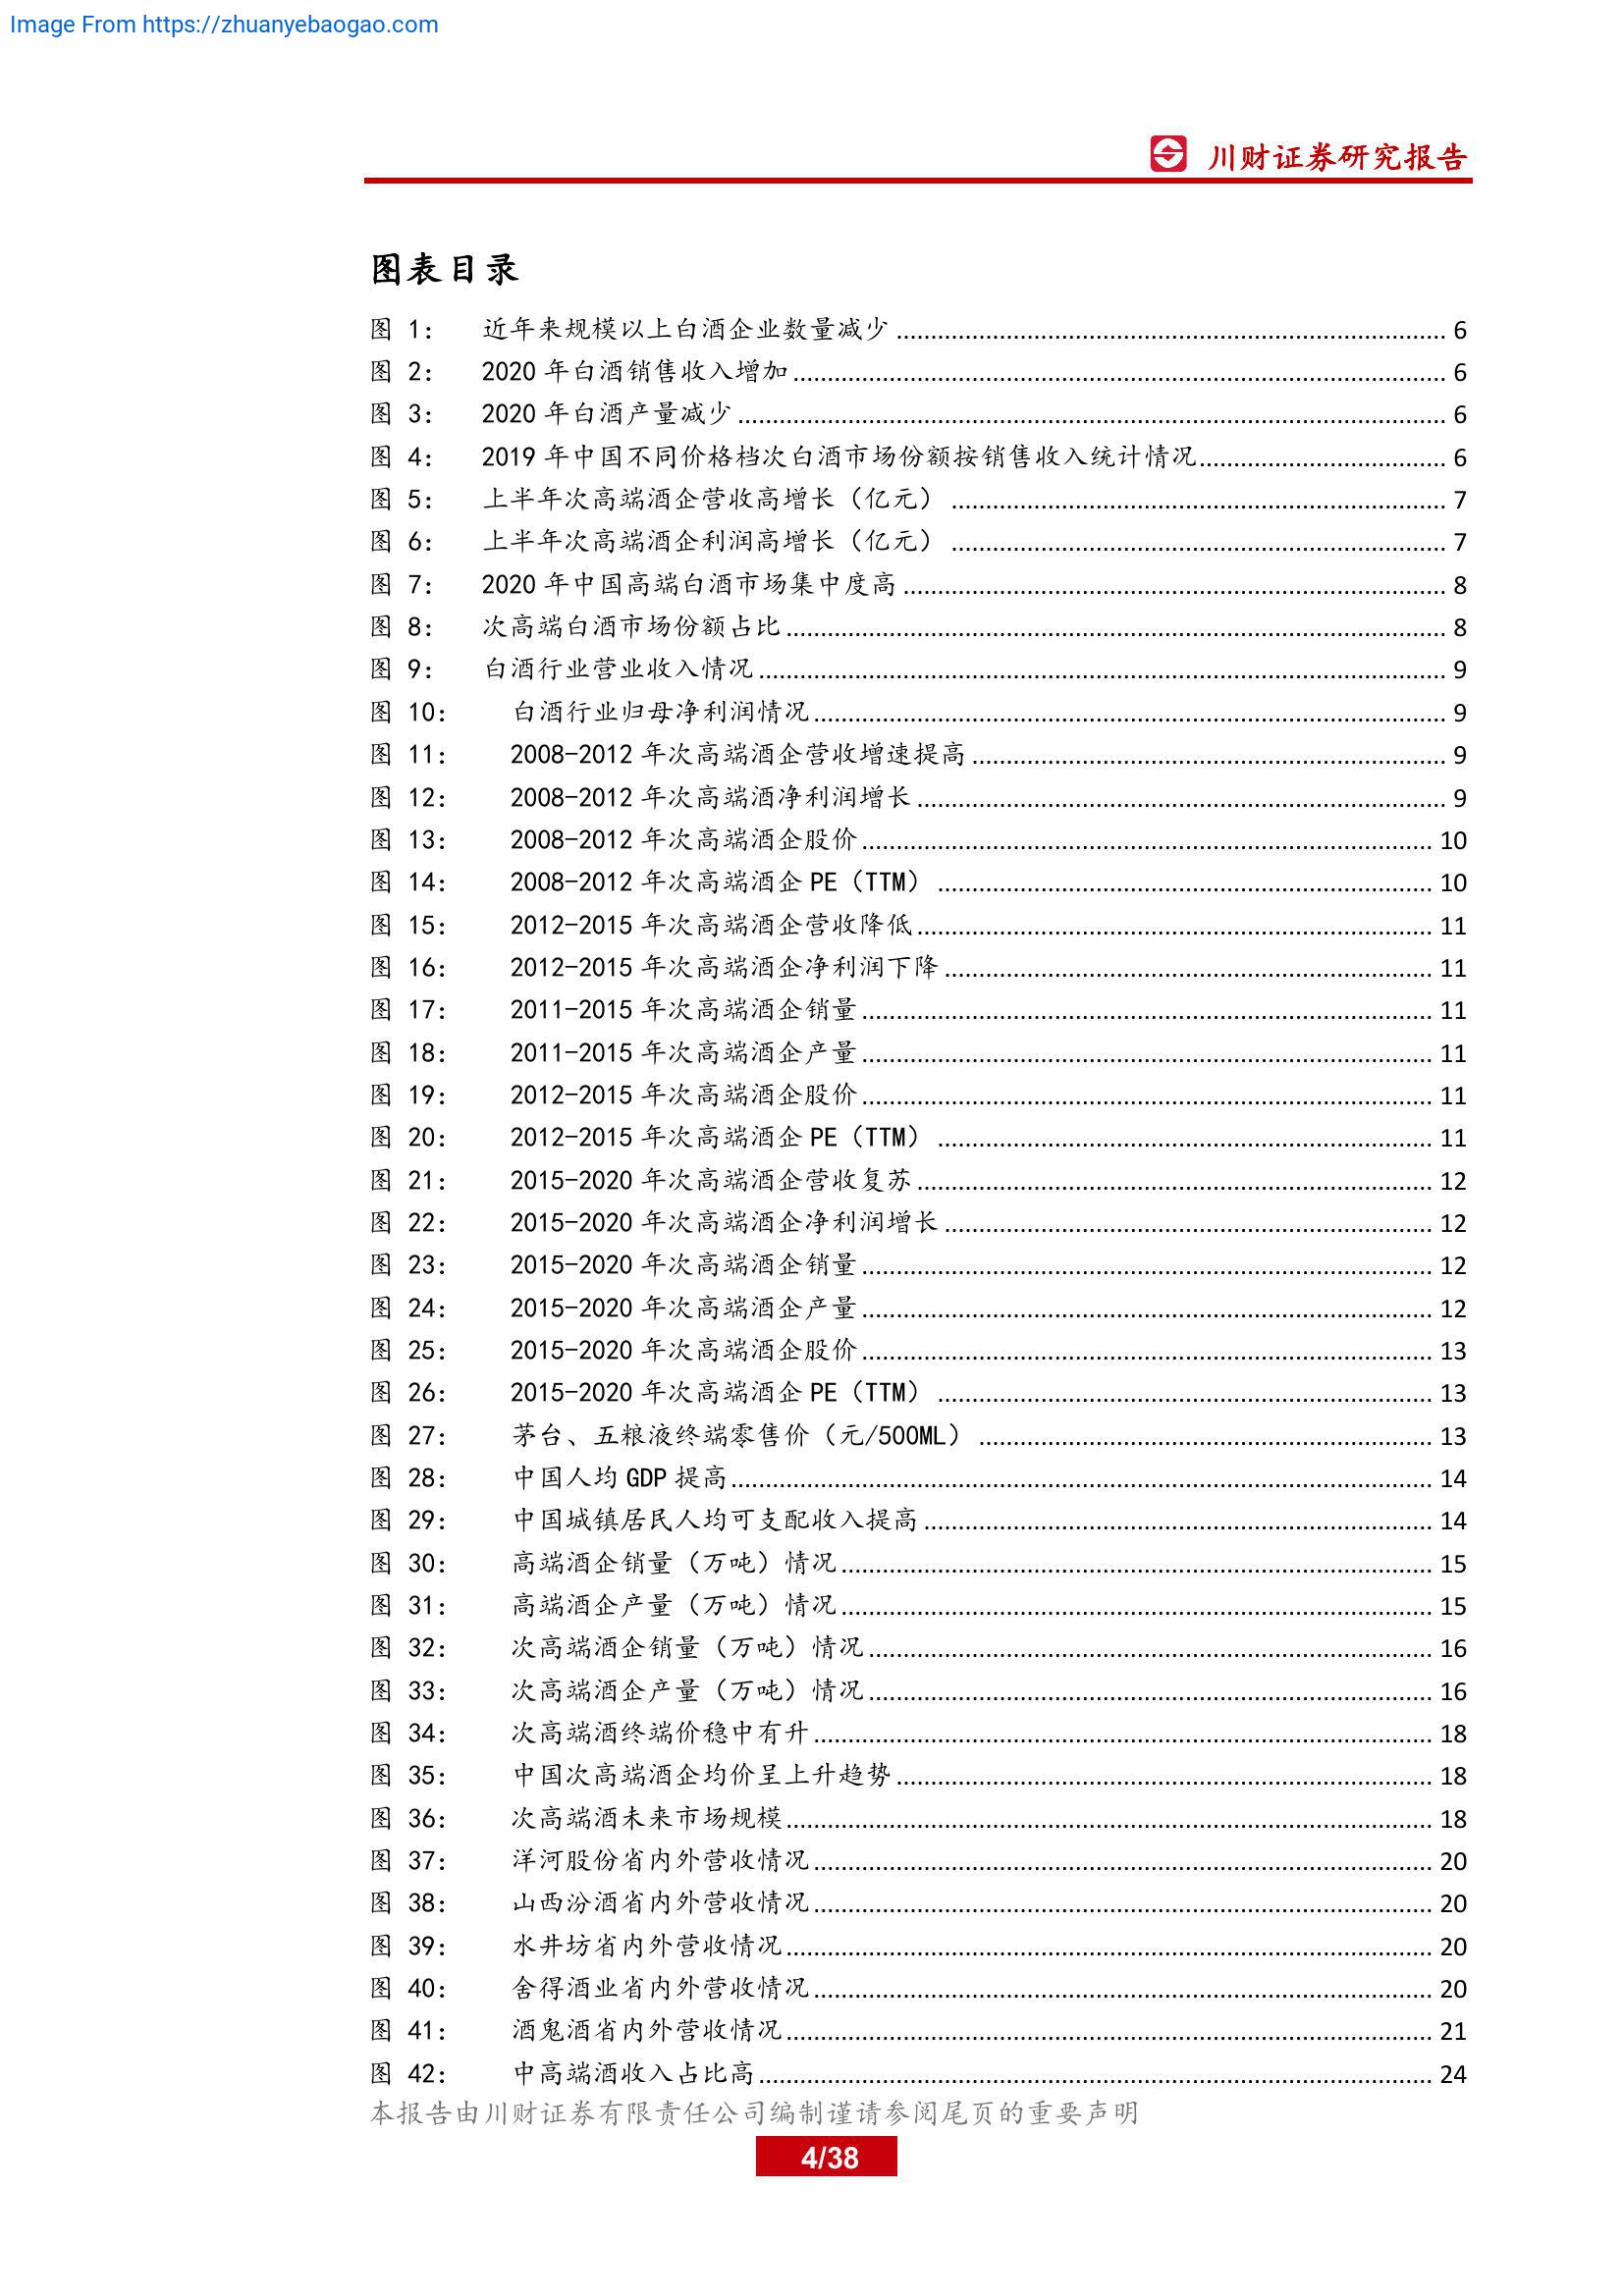 Image From https://zhuanyebaogao.com
川财证券研究报告
图表目录
图 1： 近年来规模以上白酒企业数量减少 6
图 2： 2020 年白酒销售收入增加 6
图 3： 2020 年白酒产量减少 6
图 4： 2019 年中国不同价格档次白酒市场份额按销售收入统计情况 6
图 5： 上半年次高端酒企营收高增长（亿元） 7
图 6： 上半年次高端酒企利润高增长（亿元） 7
图 7： 2020 年中国高端白酒市场集中度高 8
图 8： 次高端白酒市场份额占比 8
图 9： 白酒行业营业收入情况 9
图 10： 白酒行业归母净利润情况 9
图 11： 2008-2012 年次高端酒企营收增速提高 9
图 12： 2008-2012 年次高端酒净利润增长 9
图 13： 2008-2012 年次高端酒企股价 10
图 14： 2008-2012 年次高端酒企 PE（TTM） 10
图 15： 2012-2015 年次高端酒企营收降低 11
图 16： 2012-2015 年次高端酒企净利润下降 11
图 17： 2011-2015 年次高端酒企销量 11
图 18： 2011-2015 年次高端酒企产量 11
图 19： 2012-2015 年次高端酒企股价 11
图 20： 2012-2015 年次高端酒企 PE（TTM） 11
图 21： 2015-2020 年次高端酒企营收复苏 12
图 22： 2015-2020 年次高端酒企净利润增长 12
图 23： 2015-2020 年次高端酒企销量 12
图 24： 2015-2020 年次高端酒企产量 12
图 25： 2015-2020 年次高端酒企股价 13
图 26： 2015-2020 年次高端酒企 PE（TTM） 13
图 27： 茅台、五粮液终端零售价（元/500ML） 13
图 28： 中国人均 GDP 提高 14
图 29： 中国城镇居民人均可支配收入提高 14
图 30： 高端酒企销量（万吨）情况 15
图 31： 高端酒企产量（万吨）情况 15
图 32： 次高端酒企销量（万吨）情况 16
图 33： 次高端酒企产量（万吨）情况 16
图 34： 次高端酒终端价稳中有升 18
图 35： 中国次高端酒企均价呈上升趋势 18
图 36： 次高端酒未来市场规模 18
图 37： 洋河股份省内外营收情况 20
图 38： 山西汾酒省内外营收情况 20
图 39： 水井坊省内外营收情况 20
图 40： 舍得酒业省内外营收情况 20
图 41： 酒鬼酒省内外营收情况 21
图 42： 中高端酒收入占比高 24
本报告由川财证券有限责任公司编制谨请参阅尾页的重要声明
4/38